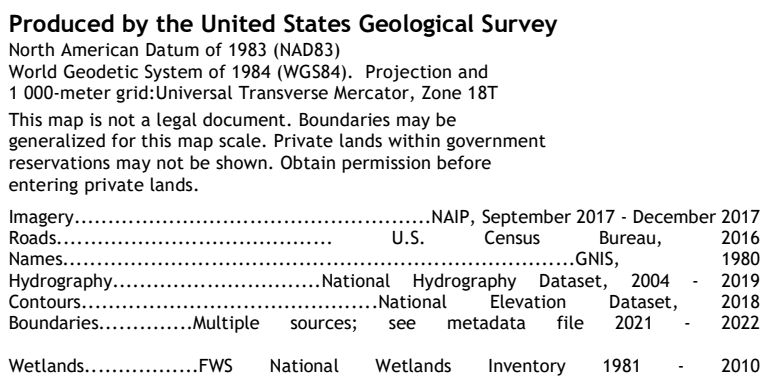 Produced by the United States Geological Survey
North American Datum of 1983 (NAD83)
World Geodetic System of 1984 (WGS84).  Projection and
1 000-meter grid:Universal Transverse Mercator, Zone 18T
This map is not a legal document. Boundaries may be
generalized for this map scale. Private lands within government
reservations may not be shown. Obtain permission before
entering private lands.
Imagery.....................................................NAIP, September 2017 - December 2017
Roads......................................... U.S. Census Bureau, 2016
Names............................................................................GNIS, 1980
Hydrography...............................National Hydrography Dataset, 2004 - 2019
Contours............................................National Elevation Dataset, 2018
Boundaries..............Multiple sources; see metadata file 2021 - 2022
Wetlands.................FWS National Wetlands Inventory 1981 - 2010